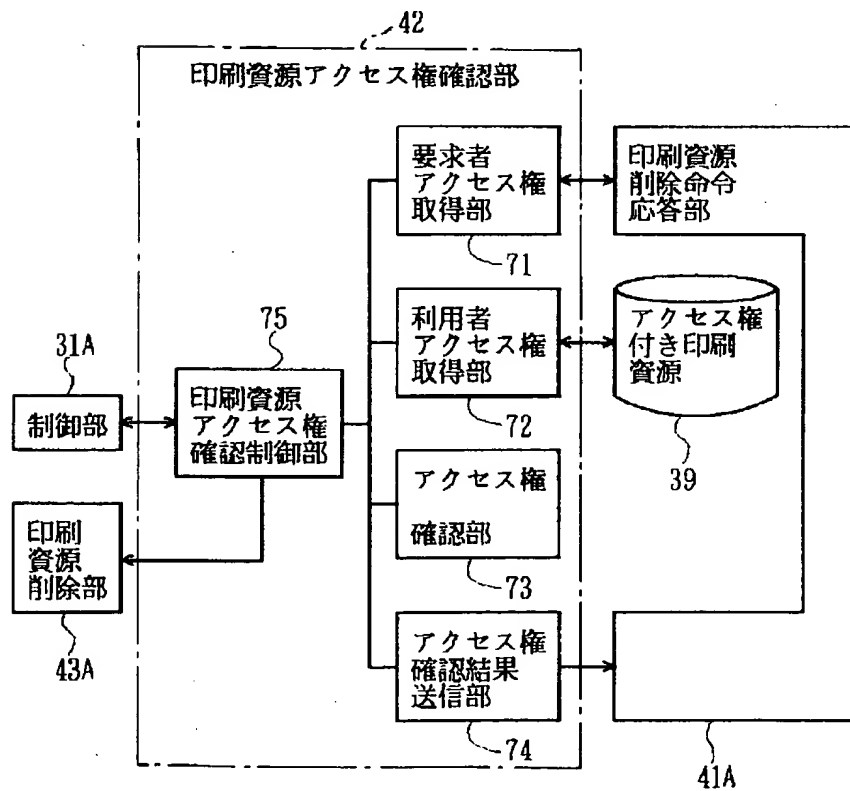 42
印刷資源アクセス権確認部
要求者
アクセス権
取得部
71
印刷資源
削除命令
応答部
75
利用者
アクセス権
取得部
72
アクセス権
付き印刷
資源
39
31A
制御部
印刷資源
アクセス権
確認制御部
アクセス権
確認部
73
印刷
資源
削除部
43A
アクセス権
確認結果
送信部
74
41A